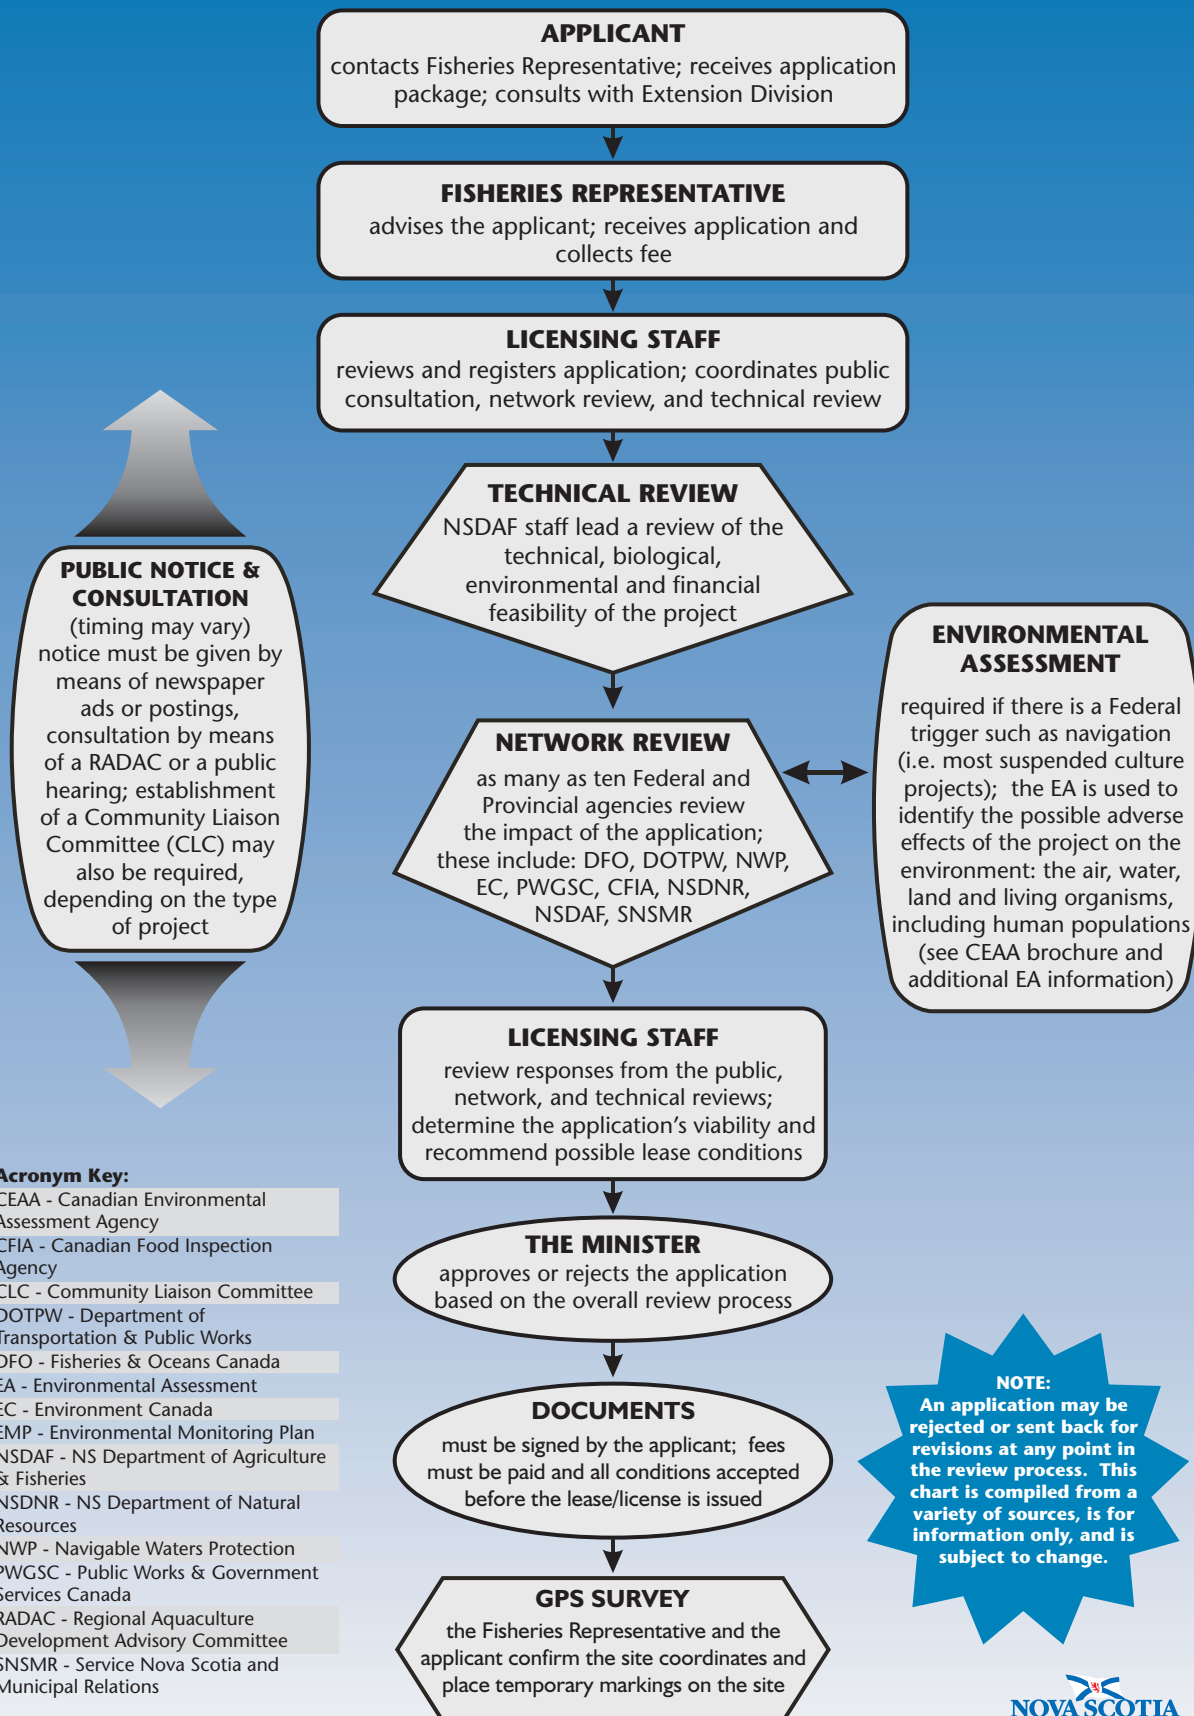 APPLICANT
contacts Fisheries Representative; receives application
package; consults with Extension Division
FISHERIES REPRESENTATIVE
advises the applicant; receives application and
collects fee
LICENSING STAFF
reviews and registers application; coordinates public
consultation, network review, and technical review
TECHNICAL REVIEW
NSDAF staff lead a review of the
technical, biological,
environmental and financial
feasibility of the project
PUBLIC NOTICE &
CONSULTATION
(timing may vary)
notice must be given by
means of newspaper
ads or postings,
consultation by means
of a RADAC or a public
hearing; establishment
of a Community Liaison
Committee (CLC) may
also be required,
depending on the type
of project
ENVIRONMENTAL
ASSESSMENT
required if there is a Federal
trigger such as navigation
(i.e. most suspended culture
projects);  the EA is used to
identify the possible adverse
effects of the project on the
environment: the air, water,
land and living organisms,
including human populations
(see CEAA brochure and
additional EA information)
NETWORK REVIEW
as many as ten Federal and
Provincial agencies review
the impact of the application;
these include: DFO, DOTPW, NWP,
EC, PWGSC, CFIA, NSDNR,
NSDAF, SNSMR
LICENSING STAFF
review responses from the public,
network, and technical reviews;
determine the application's viability and
recommend possible lease conditions
THE MINISTER
approves or rejects the application
based on the overall review process
DOCUMENTS
must be signed by the applicant;  fees
must be paid and all conditions accepted
before the lease/license is issued
GPS SURVEY
the Fisheries Representative and the
applicant confirm the site coordinates and
place temporary markings on the site
Acronym Key:
CEAA - Canadian Environmental
Assessment Agency
CFIA - Canadian Food Inspection
Agency
CLC - Community Liaison Committee
DOTPW - Department of
Transportation & Public Works
DFO - Fisheries & Oceans Canada
EA - Environmental Assessment
EC - Environment Canada
EMP - Environmental Monitoring Plan
NSDAF - NS Department of Agriculture
& Fisheries
NSDNR - NS Department of Natural
Resources
NWP - Navigable Waters Protection
PWGSC - Public Works & Government
Services Canada
RADAC - Regional Aquaculture
Development Advisory Committee
SNSMR - Service Nova Scotia and
Municipal Relations
NOTE:
An application may be
rejected or sent back for
revisions at any point in
the review process.  This
chart is compiled from a
variety of sources, is for
information only, and is
subject to change.
NOVA SCOTIA